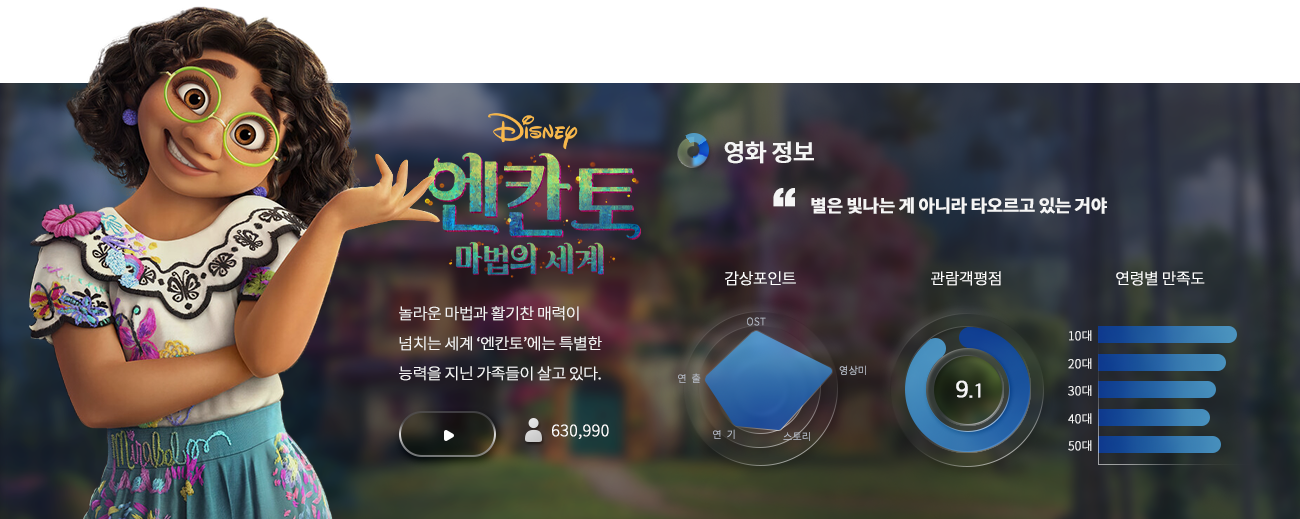 Disney
엔칸토
마법의 세계
놀라운 마법과 활기찬 매력이
넘치는 세계 ‘엔칸토’에는 특별한
능력을 지닌 가족들이 살고 있다.
630,990
영화 정보
“ 별은 빛나는 게 아니라 타오르고 있는 거야
감상포인트
OST
영상미
스토리
연 기
연 출
관람객평점
9.1
연령별 만족도
10대
20대
30대
40대
50대
Mirabel